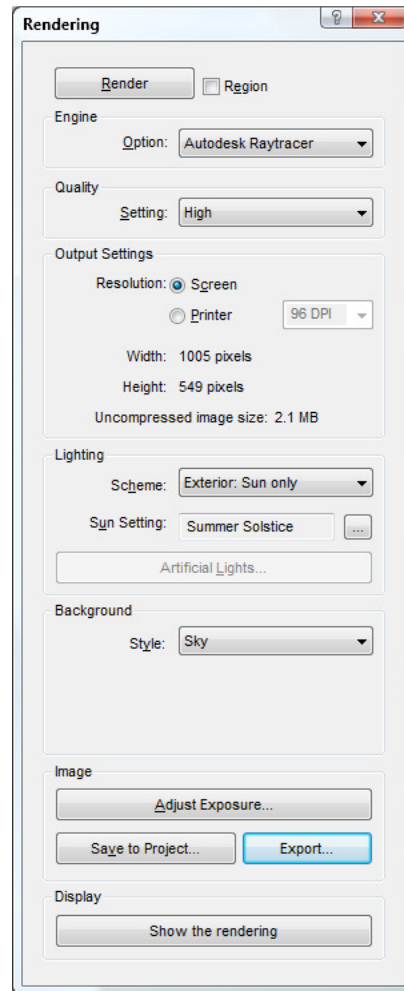 Rendering
?
Render
Region
Engine
Option: Autodesk Raytracer
Quality
Setting: High
Output Settings
Resolution: Screen
Printer 96 DPI
Width: 1005 pixels
Height: 549 pixels
Uncompressed image size: 2.1 MB
Lighting
Scheme: Exterior: Sun only
Sun Setting: Summer Solstice ...
Artificial Lights...
Background
Style: Sky
Image
Adjust Exposure...
Save to Project... Export...
Display
Show the rendering